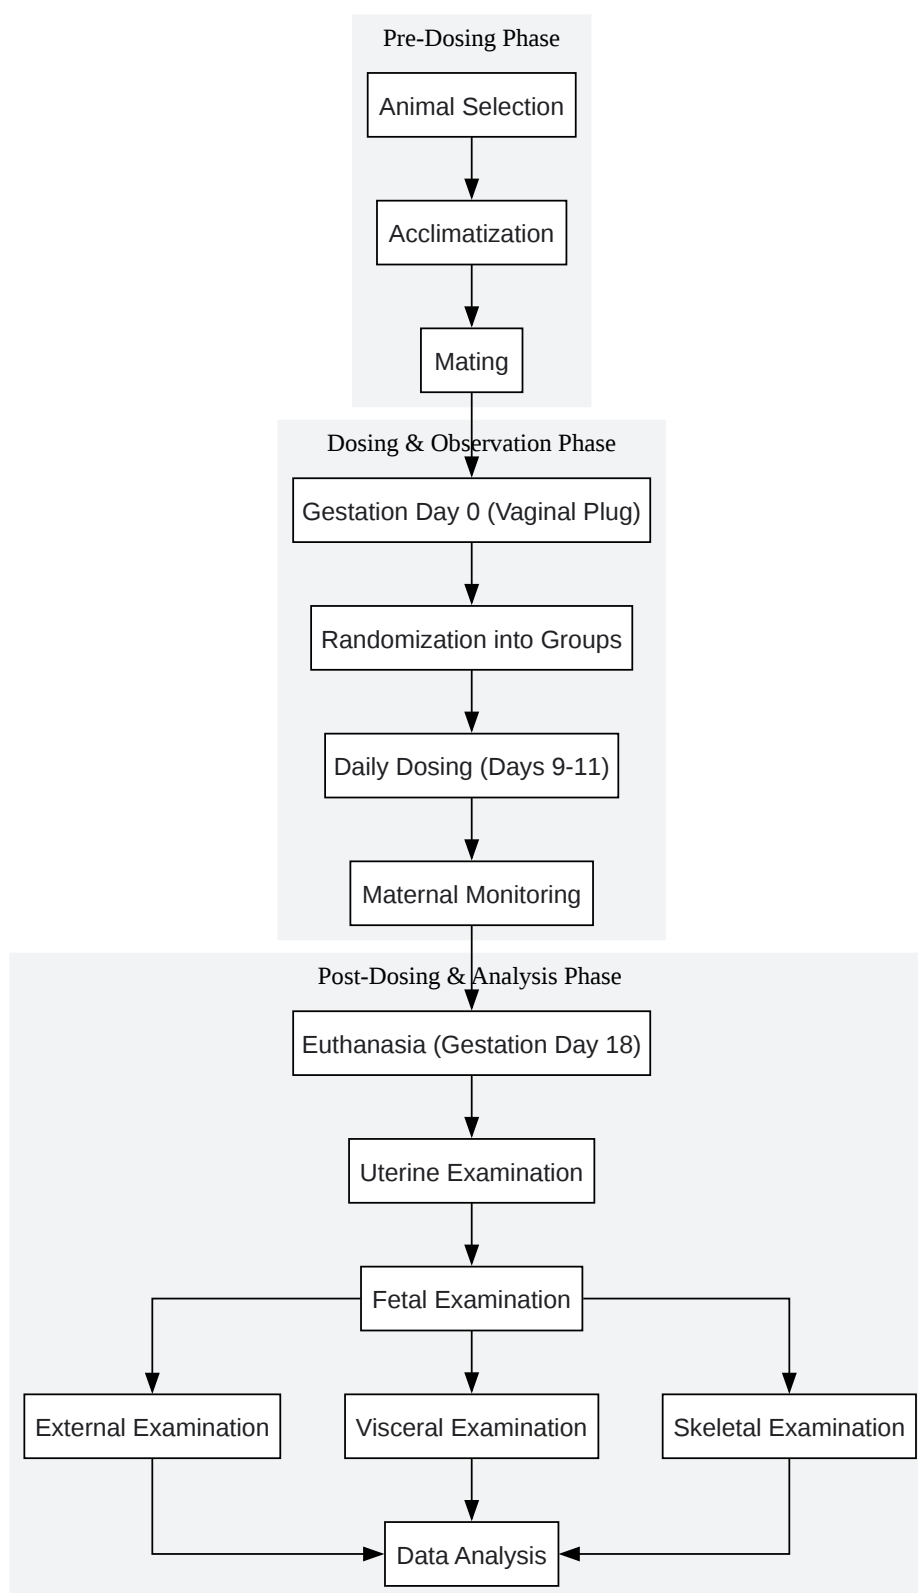 Pre-Dosing Phase
Animal Selection
Acclimatization
Mating
Dosing & Observation Phase
Gestation Day 0 (Vaginal Plug)
Randomization into Groups
Daily Dosing (Days 9-11)
Maternal Monitoring
Post-Dosing & Analysis Phase
Euthanasia (Gestation Day 18)
Uterine Examination
Fetal Examination
External Examination
Visceral Examination
Skeletal Examination
Data Analysis